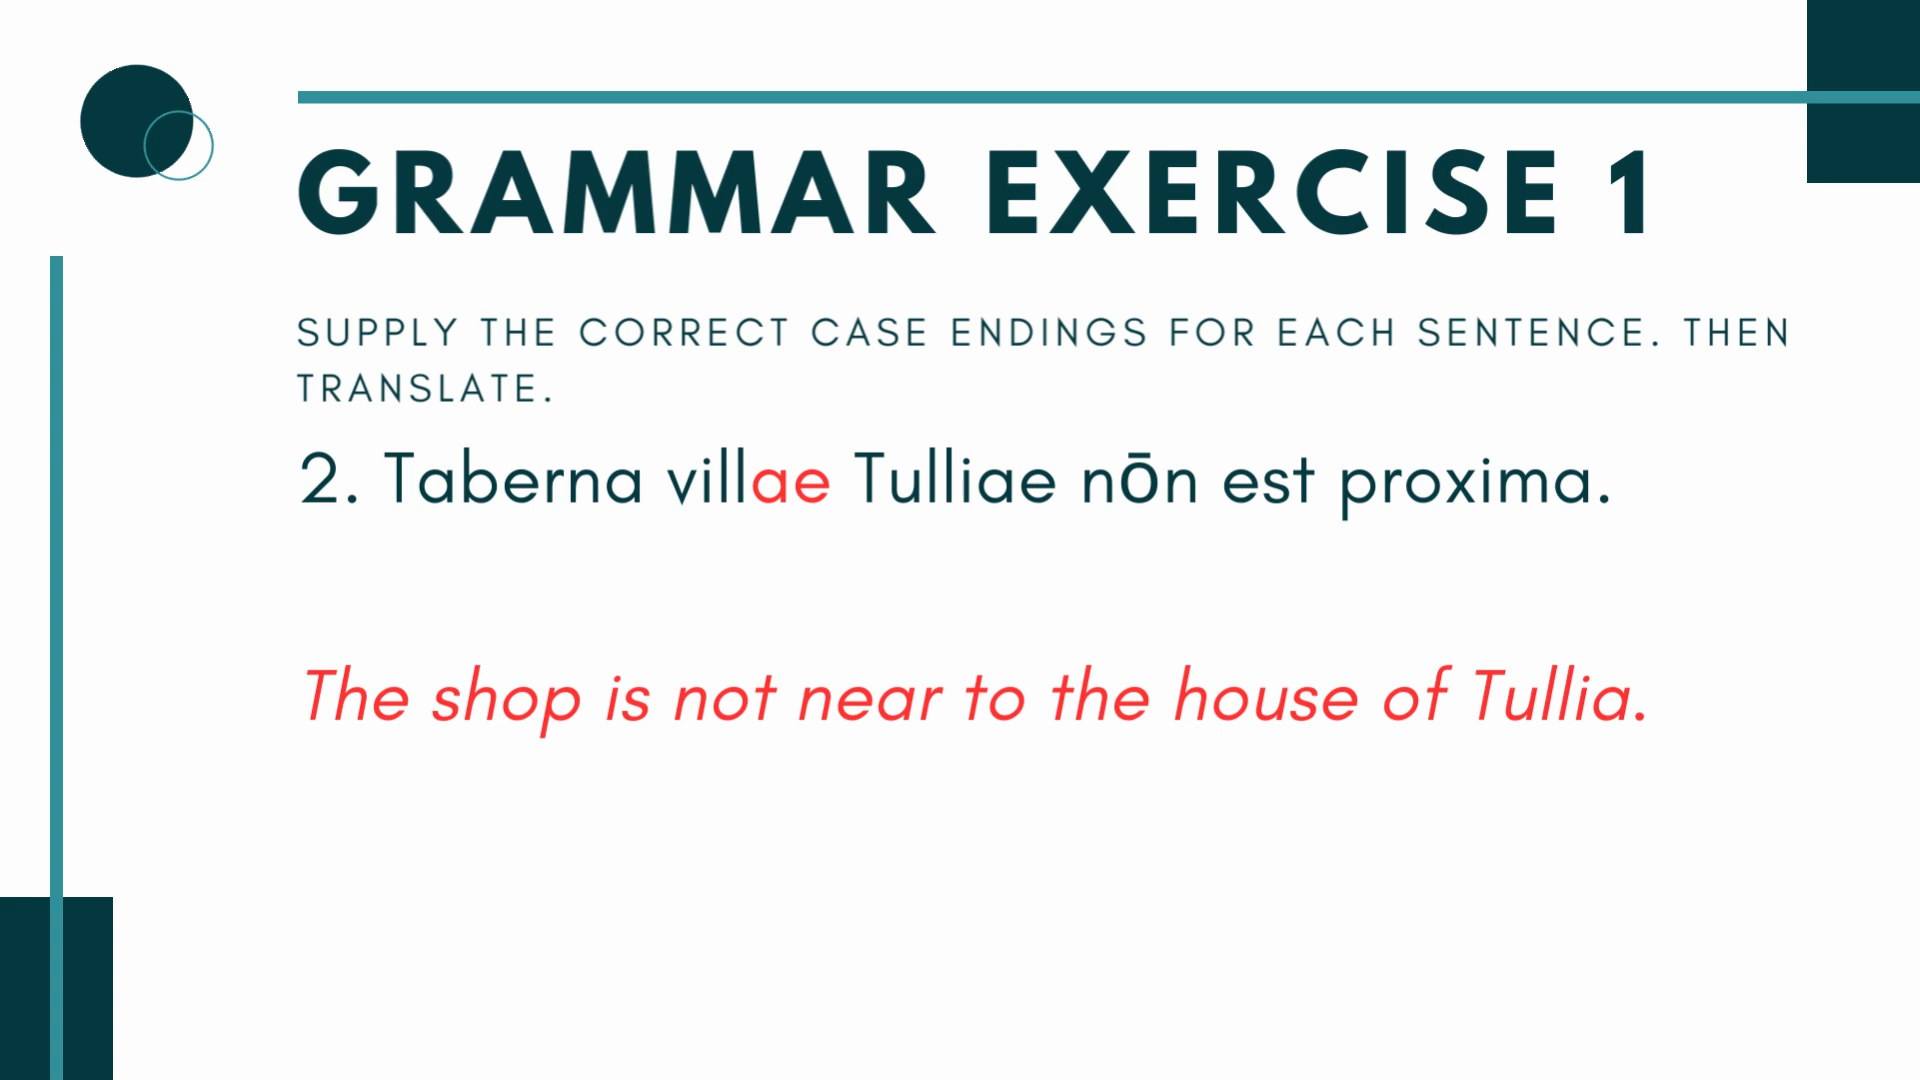 GRAMMAR EXERCISE 1
SUPPLY THE CORRECT CASE ENDINGS FOR EACH SENTENCE. THEN
TRANSLATE.
2. Taberna villae Tulliae nōn est proxima.
The shop is not near to the house of Tullia.